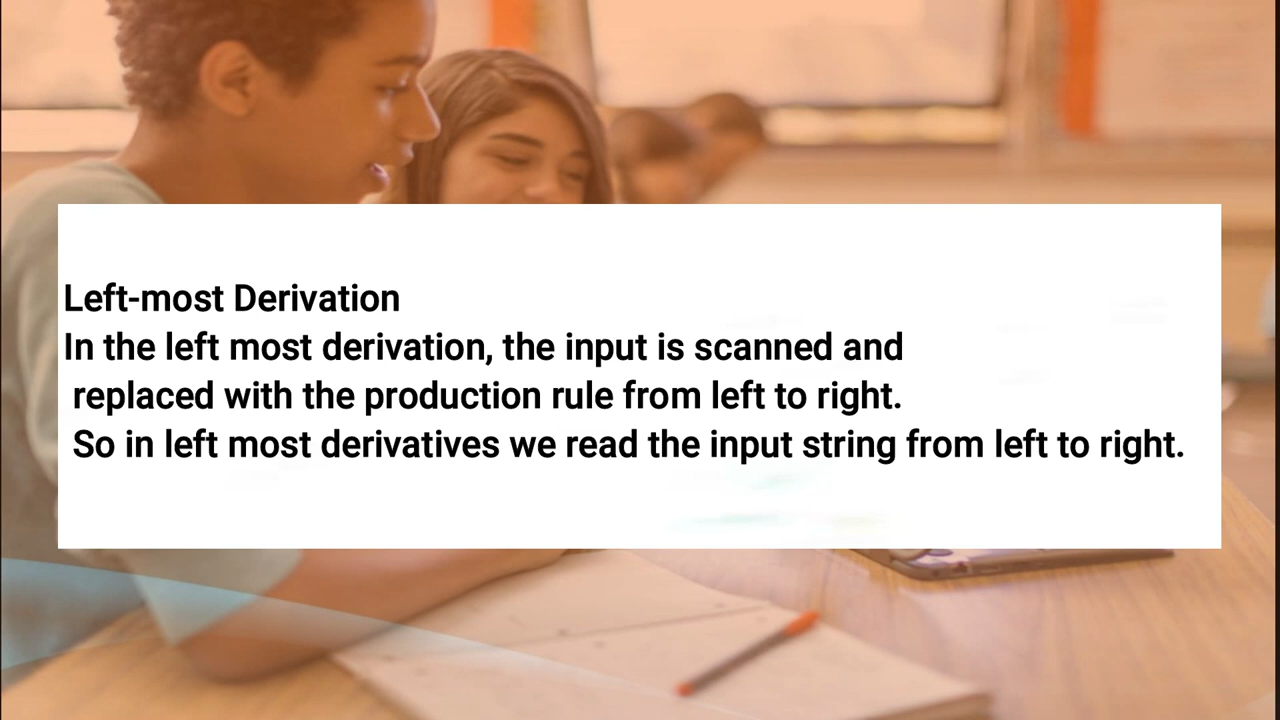 Left-most Derivation
In the left most derivation, the input is scanned and
replaced with the production rule from left to right.
So in left most derivatives we read the input string from left to right.